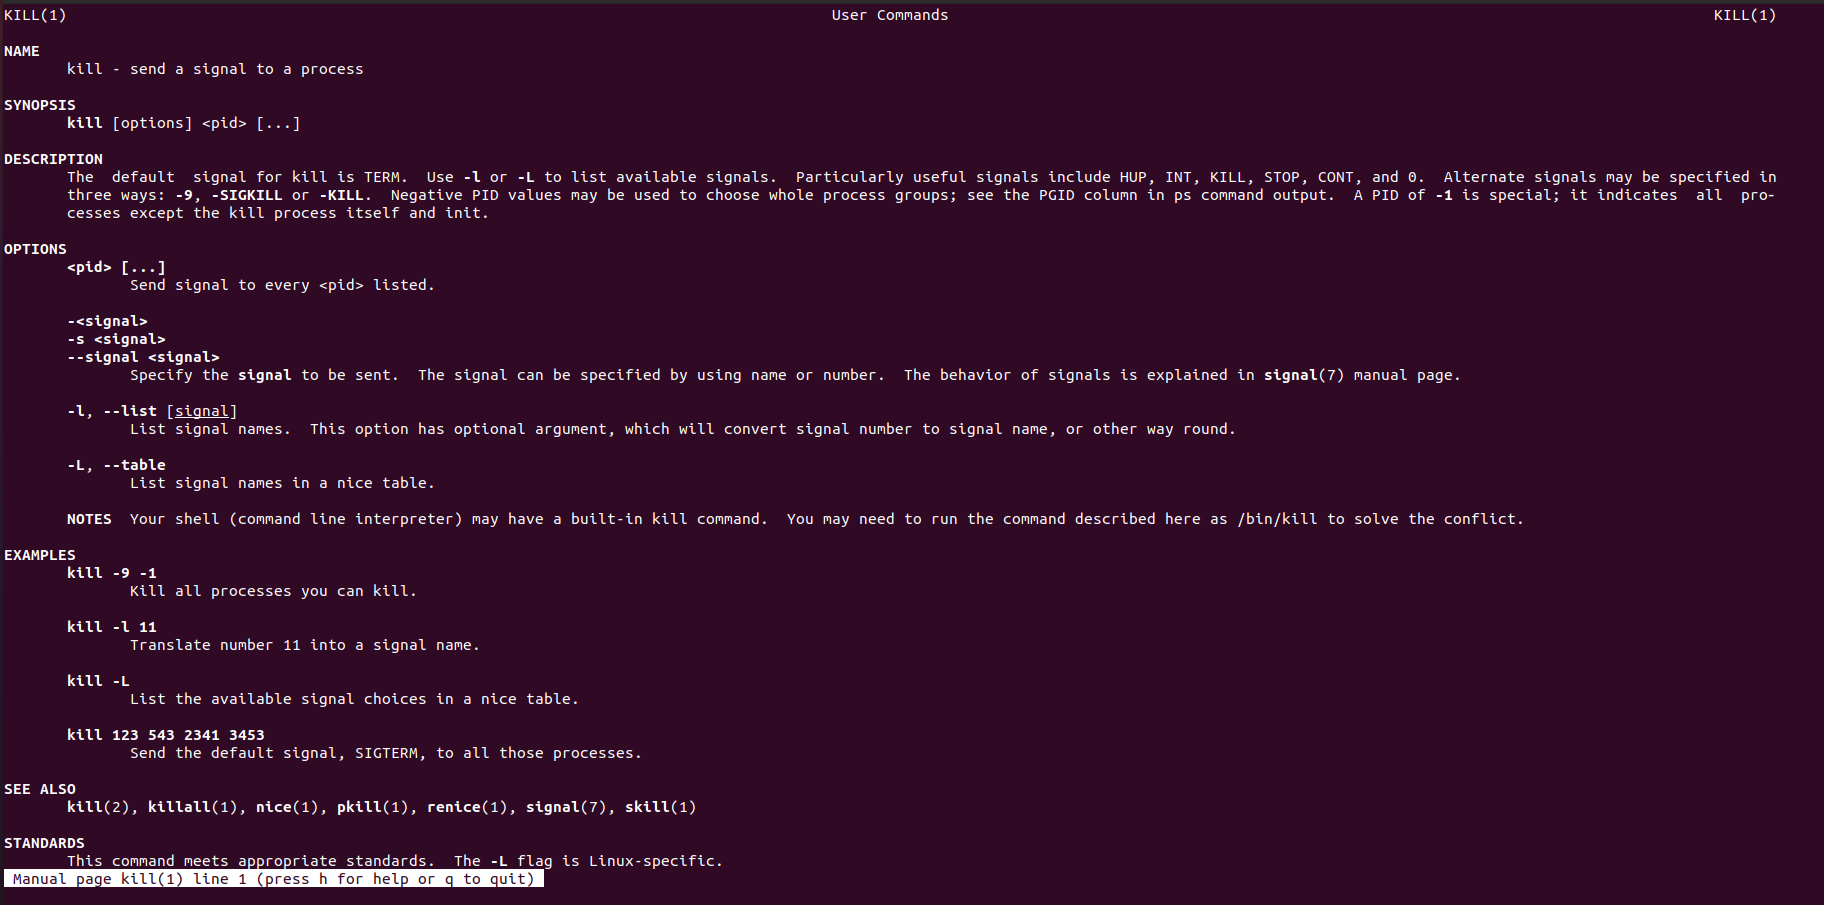 KILL(1) User Commands KILL(1)
NAME
kill - send a signal to a process
SYNOPSIS
kill [options] <pid> [...]
DESCRIPTION
The  default  signal for kill is TERM.  Use -l or -L to list available signals.  Particularly useful signals include HUP, INT, KILL, STOP, CONT, and 0.  Alternate signals may be specified in
three ways: -9, -SIGKILL or -KILL.  Negative PID values may be used to choose whole process groups; see the PGID column in ps command output.  A PID of -1 is special; it indicates  all  pro-
cesses except the kill process itself and init.
OPTIONS
<pid> [...]
Send signal to every <pid> listed.
-<signal>
-s <signal>
--signal <signal>
Specify the signal to be sent.  The signal can be specified by using name or number.  The behavior of signals is explained in signal(7) manual page.
-l, --list [signal]
List signal names.  This option has optional argument, which will convert signal number to signal name, or other way round.
-L, --table
List signal names in a nice table.
NOTES  Your shell (command line interpreter) may have a built-in kill command.  You may need to run the command described here as /bin/kill to solve the conflict.
EXAMPLES
kill -9 -1
Kill all processes you can kill.
kill -l 11
Translate number 11 into a signal name.
kill -L
List the available signal choices in a nice table.
kill 123 543 2341 3453
Send the default signal, SIGTERM, to all those processes.
SEE ALSO
kill(2), killall(1), nice(1), pkill(1), renice(1), signal(7), skill(1)
STANDARDS
This command meets appropriate standards.  The -L flag is Linux-specific.
Manual page kill(1) line 1 (press h for help or q to quit)